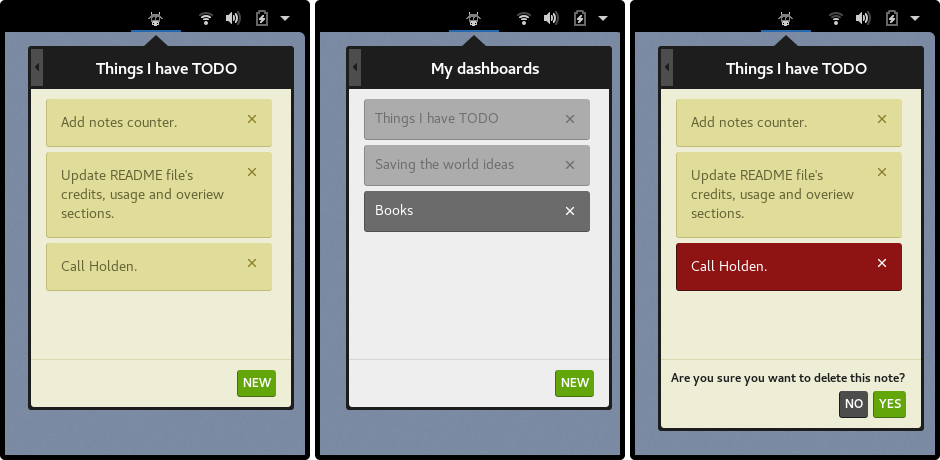 Things I have TODO
Add notes counter.
Update README file's
credits, usage and overiew
sections.
Call Holden.
NEW
My dashboards
Things I have TODO
Saving the world ideas
Books
NEW
Things I have TODO
Add notes counter.
Update README file's
credits, usage and overiew
sections.
Call Holden.
Are you sure you want to delete this note?
NO YES